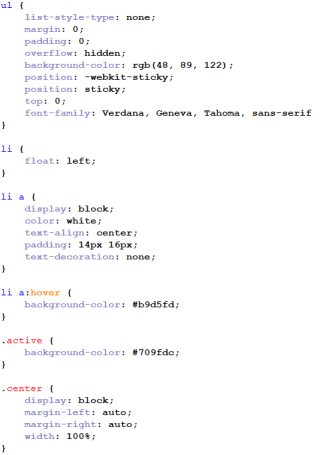 ul {
    list-style-type: none;
    margin: 0;
    padding: 0;
    overflow: hidden;
    background-color: rgb(48, 89, 122);
    position: -webkit-sticky;
    position: sticky;
    top: 0;
    font-family: Verdana, Geneva, Tahoma, sans-serif
}

li {
    float: left;
}

li a {
    display: block;
    color: white;
    text-align: center;
    padding: 14px 16px;
    text-decoration: none;
}

li a:hover {
    background-color: #b9d5fd;
}

.active {
    background-color: #709fdc;
}

.center {
    display: block;
    margin-left: auto;
    margin-right: auto;
    width: 100%;
}